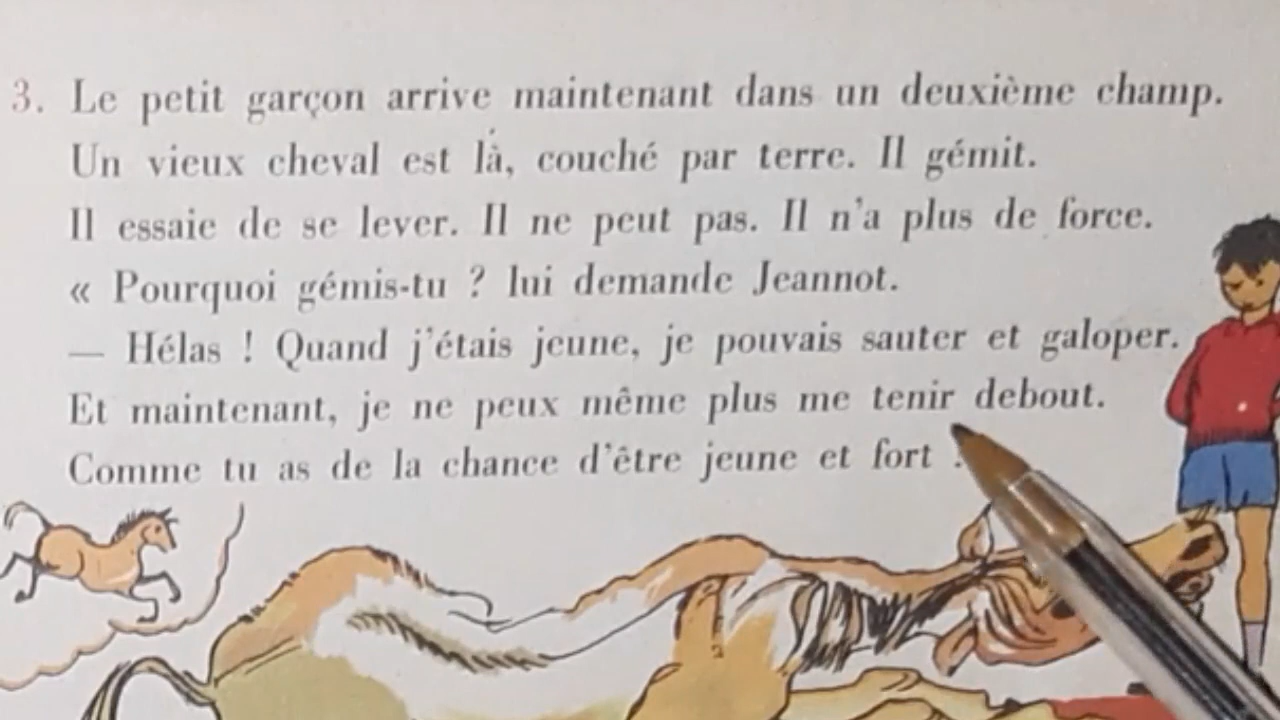 3. Le petit garçon arrive maintenant dans un deuxième champ.
Un vieux cheval est là, couché par terre. Il gémit.
Il essaie de se lever. Il ne peut pas. Il n'a plus de force.
« Pourquoi gémis-tu ? lui demande Jeannot.
— Hélas ! Quand j'étais jeune, je pouvais sauter et galoper.
Et maintenant, je ne peux même plus me tenir debout.
Comme tu as de la chance d'être jeune et fort